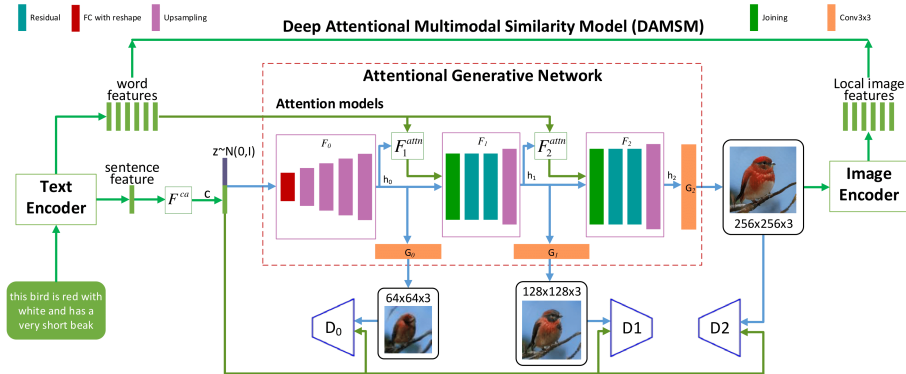 Residual
FC with reshape
Upsampling
Joining
Conv3x3
Deep Attentional Multimodal Similarity Model (DAMSM)
word
features
Attentional Generative Network
Local image
features
Attention models
z~N(0,I)
F₀
F₁ᵃᵗᵗⁿ
F₁
F₂ᵃᵗᵗⁿ
F₂
sentence
feature
Text
Encoder
Fᶜᵃ
c
h₀
h₁
h₂
G₂
Image
Encoder
256x256x3
G₀
G₁
this bird is red with
white and has a
very short beak
64x64x3
128x128x3
D₀
D1
D2